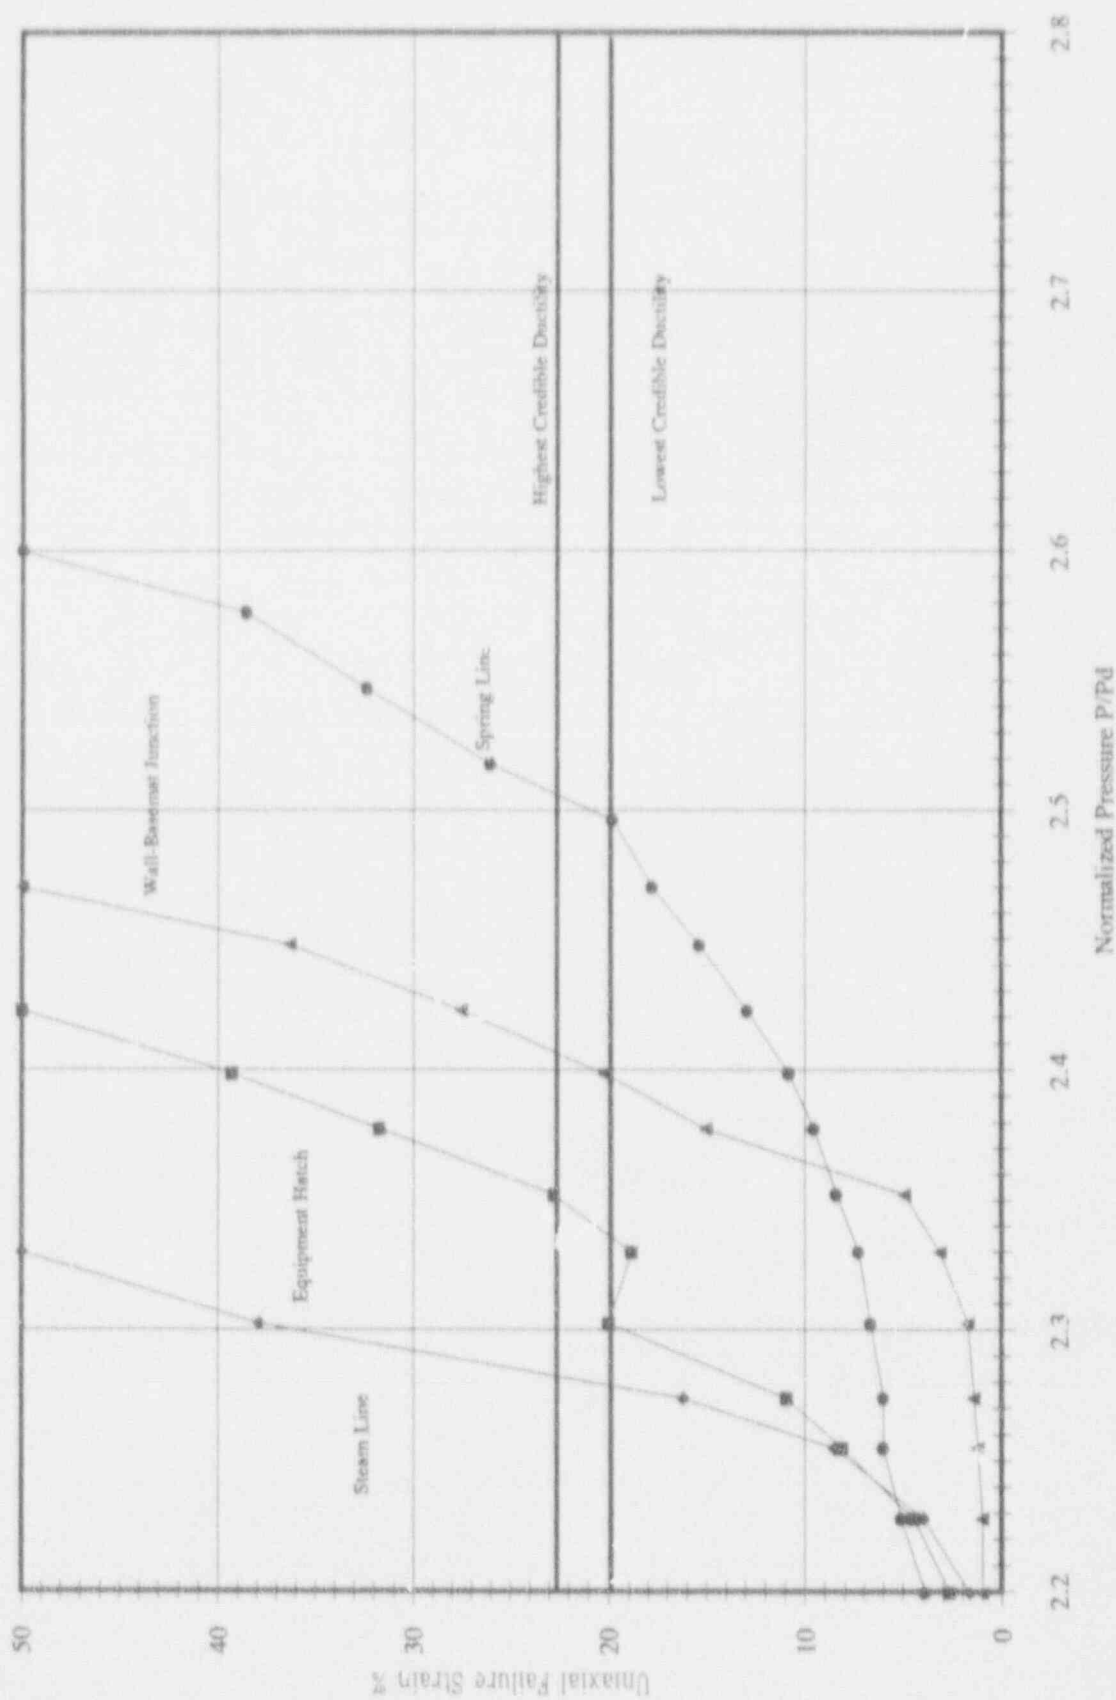 50
40
30
20
10
0
Uniaxial Failure Strain %
2.2
2.3
2.4
2.5
2.6
2.7
2.8
Normalized Pressure P/Pd
Steam Line
Equipment Hatch
Wall-Basemat Junction
Spring Line
Highest Credible Ductility
Lowest Credible Ductility